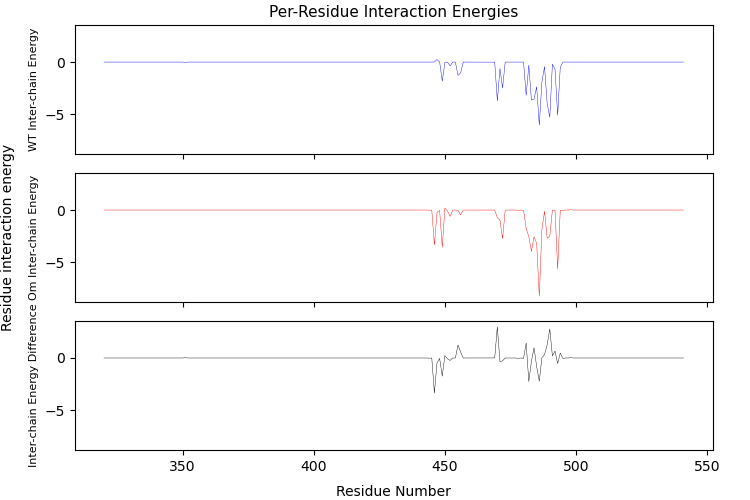 Per-Residue Interaction Energies
WT Inter-chain Energy
0
−5
Residue interaction energy
Om Inter-chain Energy
0
−5
Inter-chain Energy Difference
0
−5
350
400
450
500
550
Residue Number